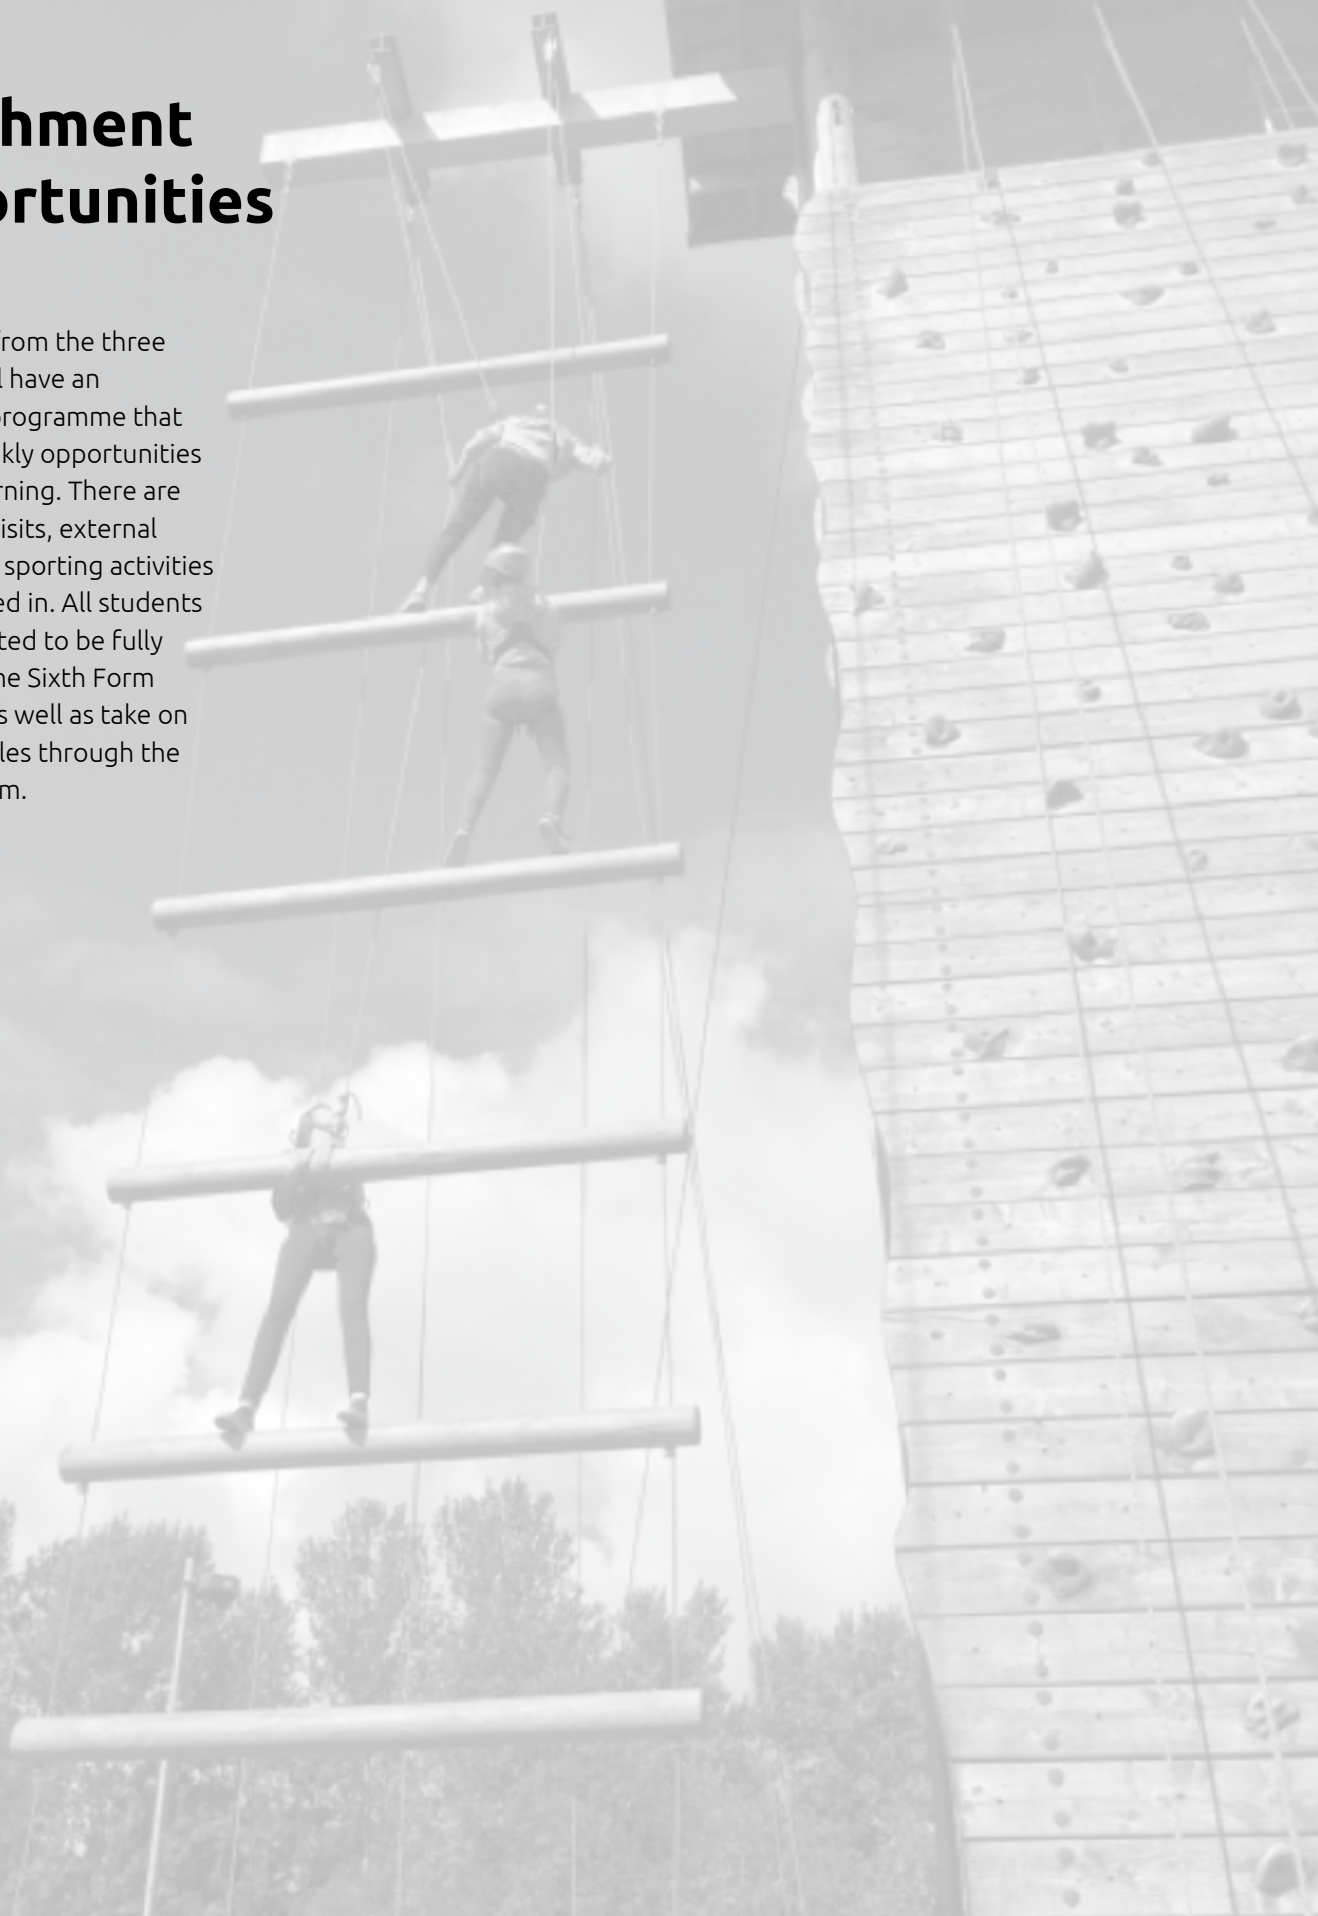 hment
ortunities
from the three
l have an
programme that
kly opportunities
rning. There are
isits, external
sporting activities
ed in. All students
ted to be fully
he Sixth Form
s well as take on
les through the
m.